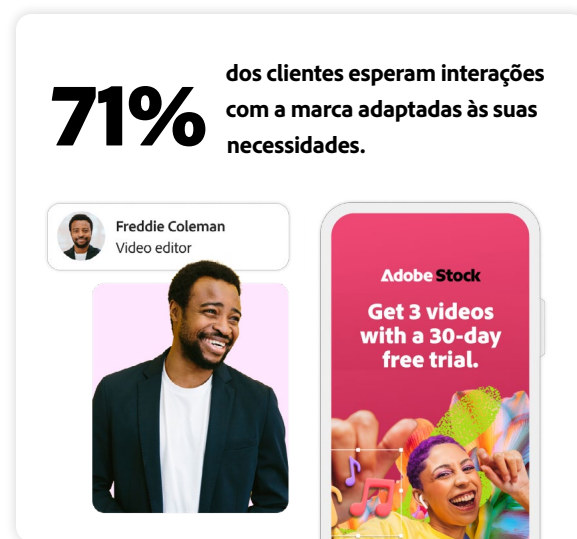 71%
dos clientes esperam interações
com a marca adaptadas às suas
necessidades.
Freddie Coleman
Video editor
Adobe Stock
Get 3 videos
with a 30-day
free trial.